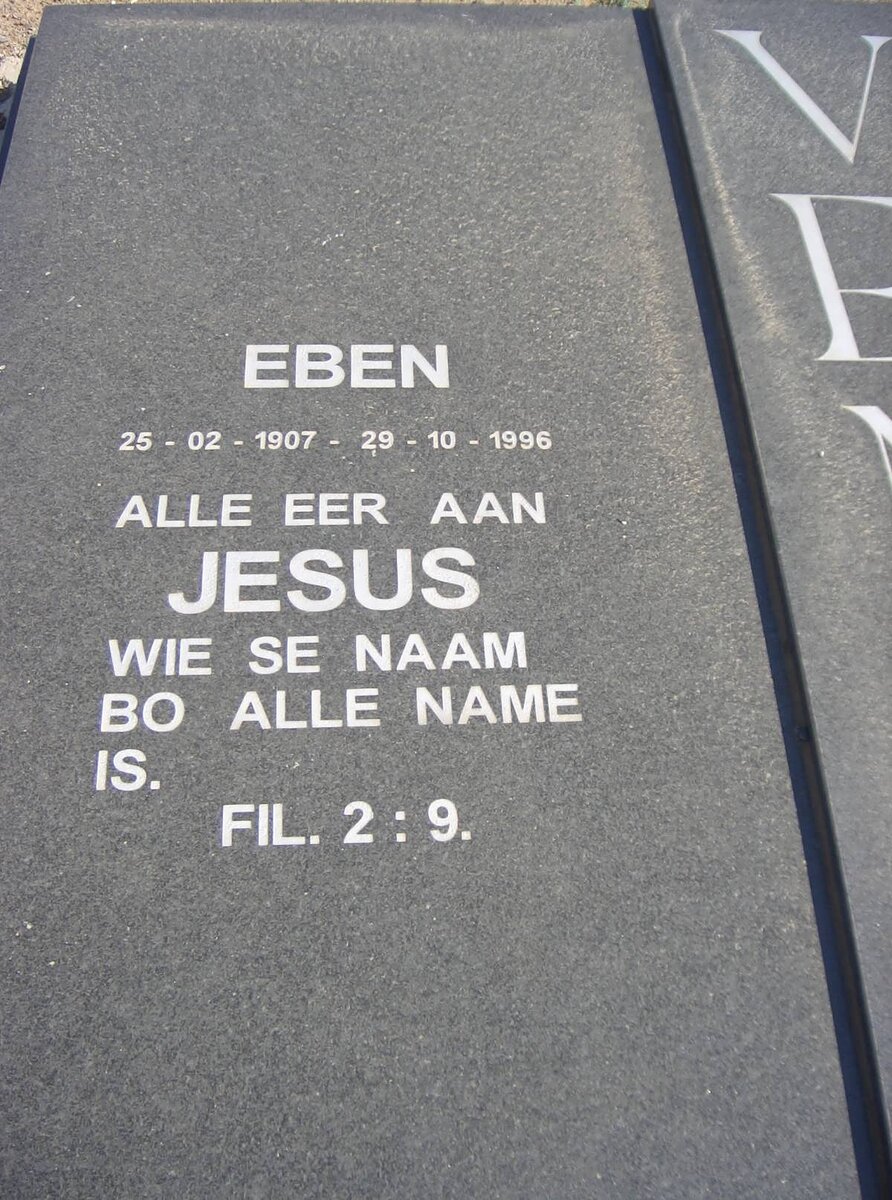 EBEN
25 - 02 - 1907 - 29 - 10 - 1996
ALLE EER AAN
JESUS
WIE SE NAAM
BO ALLE NAME
IS.
FIL. 2 : 9.
V
E